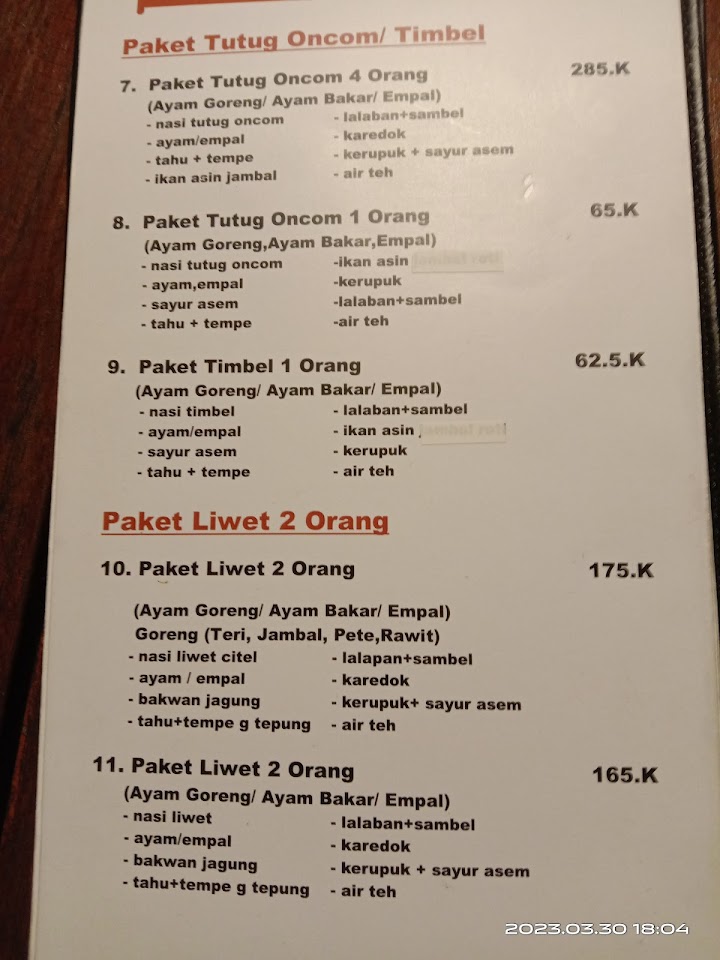 Paket Tutug Oncom/ Timbel
7. Paket Tutug Oncom 4 Orang 285.K
(Ayam Goreng/ Ayam Bakar/ Empal)
- nasi tutug oncom - lalaban+sambel
- ayam/empal - karedok
- tahu + tempe - kerupuk + sayur asem
- ikan asin jambal - air teh
8. Paket Tutug Oncom 1 Orang 65.K
(Ayam Goreng,Ayam Bakar,Empal)
- nasi tutug oncom -ikan asin jambal roti
- ayam,empal -kerupuk
- sayur asem -lalaban+sambel
- tahu + tempe -air teh
9. Paket Timbel 1 Orang 62.5.K
(Ayam Goreng/ Ayam Bakar/ Empal)
- nasi timbel - lalaban+sambel
- ayam/empal - ikan asin jambal roti
- sayur asem - kerupuk
- tahu + tempe - air teh
Paket Liwet 2 Orang
10. Paket Liwet 2 Orang 175.K
(Ayam Goreng/ Ayam Bakar/ Empal)
Goreng (Teri, Jambal, Pete,Rawit)
- nasi liwet citel - lalapan+sambel
- ayam / empal - karedok
- bakwan jagung - kerupuk+ sayur asem
- tahu+tempe g tepung - air teh
11. Paket Liwet 2 Orang 165.K
(Ayam Goreng/ Ayam Bakar/ Empal)
- nasi liwet - lalaban+sambel
- ayam/empal - karedok
- bakwan jagung - kerupuk + sayur asem
- tahu+tempe g tepung - air teh
2023.03.30 18:04